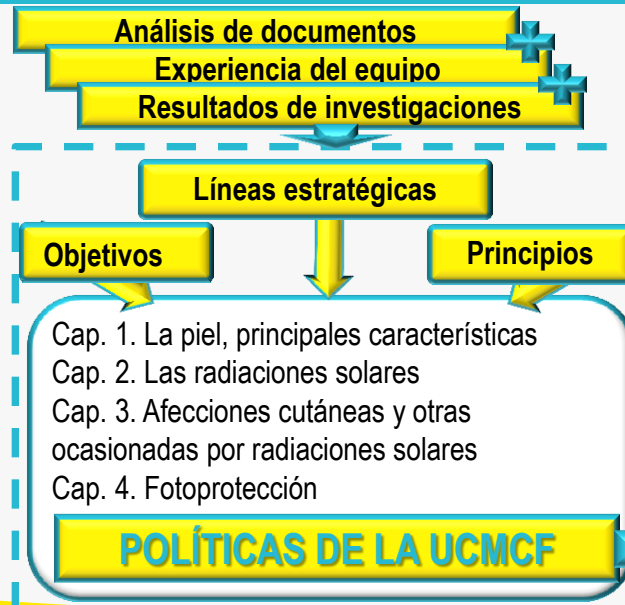 Análisis de documentos
Experiencia del equipo
Resultados de investigaciones
Líneas estratégicas
Objetivos
Principios
Cap. 1. La piel, principales características
Cap. 2. Las radiaciones solares
Cap. 3. Afecciones cutáneas y otras
ocasionadas por radiaciones solares
Cap. 4. Fotoprotección
POLÍTICAS DE LA UCMCF